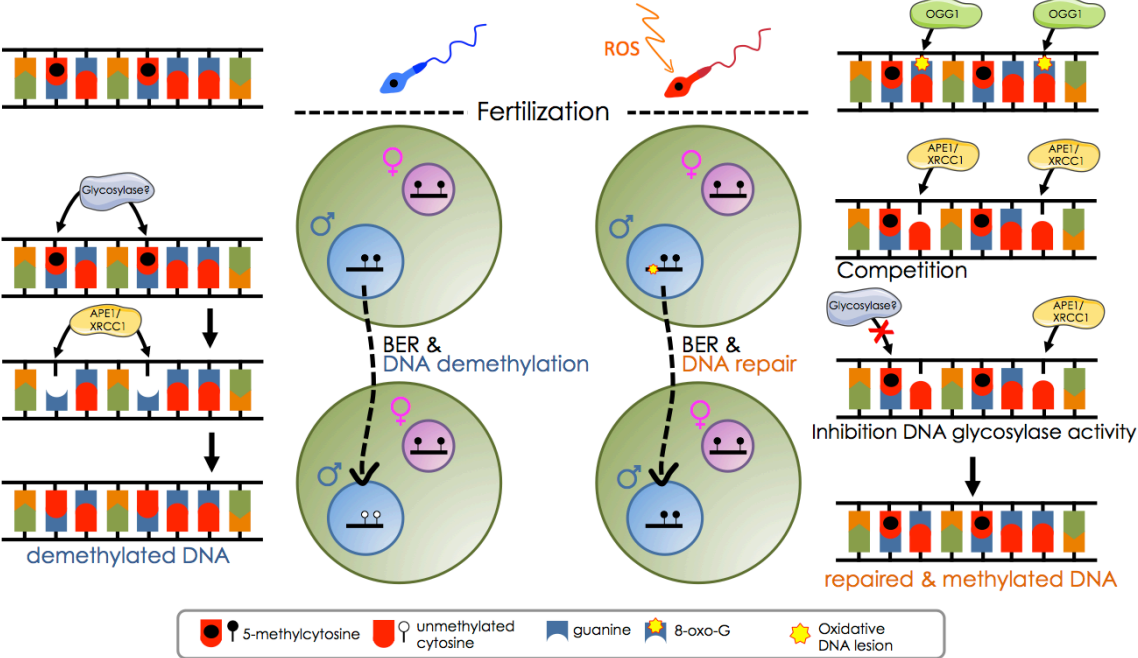 OGG1
OGG1
ROS
Fertilization
Glycosylase?
APE1/
XRCC1
APE1/
XRCC1
♀
♂
♀
♂
Competition
APE1/
XRCC1
Glycosylase?
APE1/
XRCC1
BER &
DNA demethylation
BER &
DNA repair
♀
♂
♀
♂
Inhibition DNA glycosylase activity
demethylated DNA
repaired & methylated DNA
5-methylcytosine
unmethylated
cytosine
guanine
8-oxo-G
Oxidative
DNA lesion